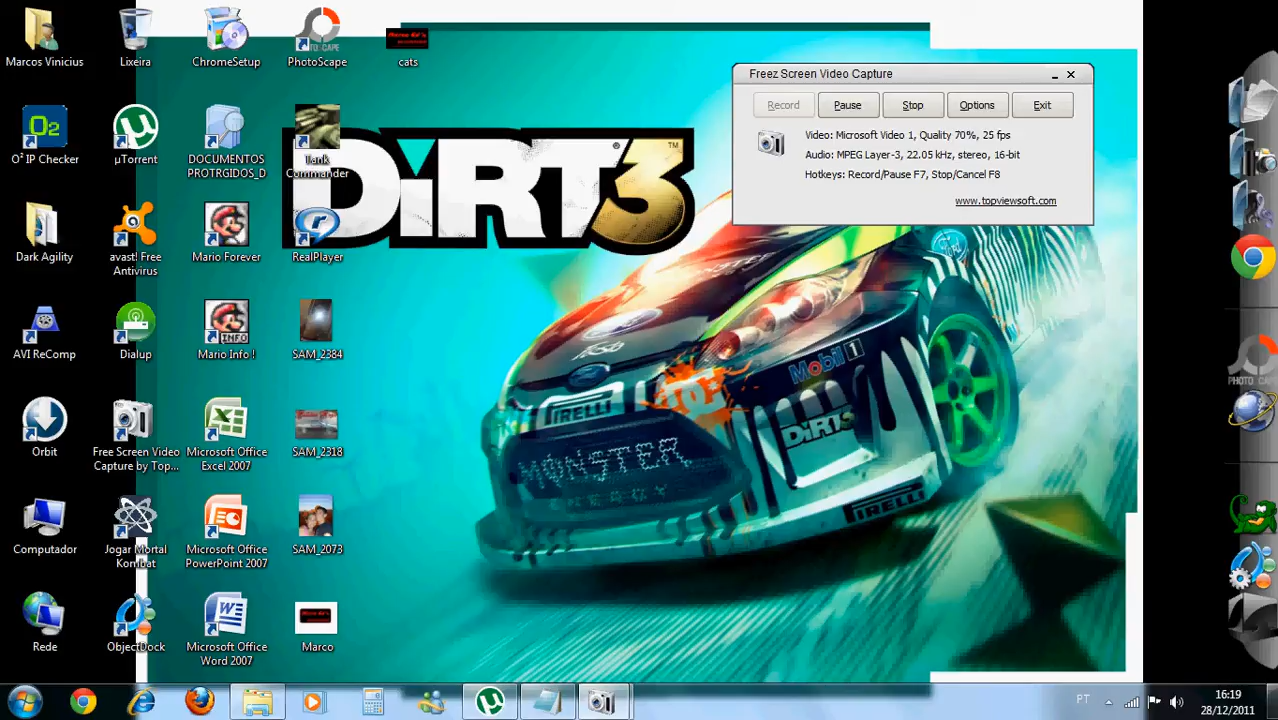 Marcos Vinicius
Lixeira
ChromeSetup
PhotoScape
cats
O² IP Checker
µTorrent
DOCUMENTOS
PROTRGIDOS_D
Tank
Commander
Dark Agility
avast! Free
Antivirus
Mario Forever
RealPlayer
AVI ReComp
Dialup
Mario Info !
SAM_2384
Orbit
Free Screen Video
Capture by Top...
Microsoft Office
Excel 2007
SAM_2318
Computador
Jogar Mortal
Kombat
Microsoft Office
PowerPoint 2007
SAM_2073
Rede
ObjectDock
Microsoft Office
Word 2007
Marco
Freez Screen Video Capture
Record Pause Stop Options Exit
Video: Microsoft Video 1, Quality 70%, 25 fps
Audio: MPEG Layer-3, 22.05 kHz, stereo, 16-bit
Hotkeys: Record/Pause F7, Stop/Cancel F8
www.topviewsoft.com
DiRT3™
Mobil 1
PIRELLI
DiRT3
MONSTER
PIRELLI
PT
16:19
28/12/2011